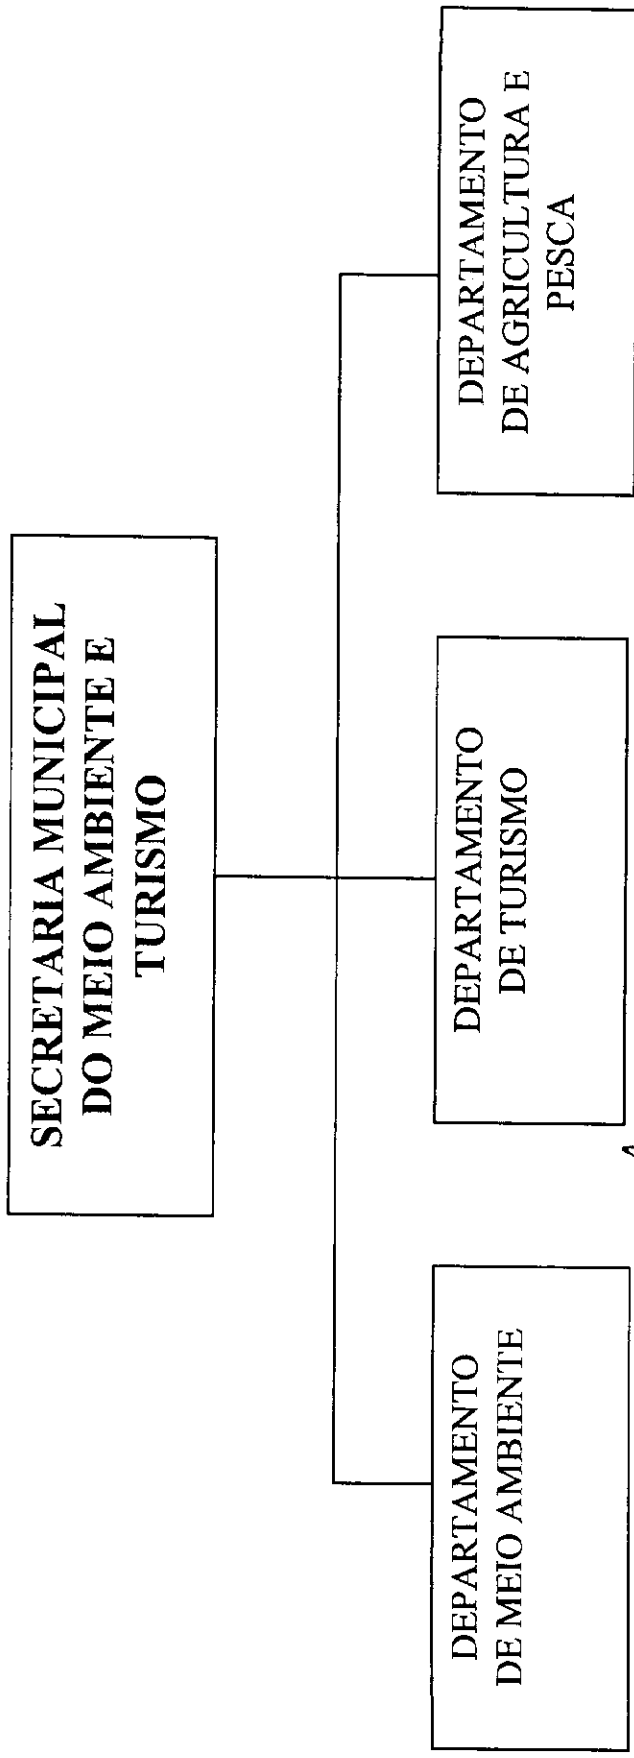 SECRETARIA MUNICIPAL
DO MEIO AMBIENTE E
TURISMO
DEPARTAMENTO
DE MEIO AMBIENTE
DEPARTAMENTO
DE TURISMO
DEPARTAMENTO
DE AGRICULTURA E
PESCA